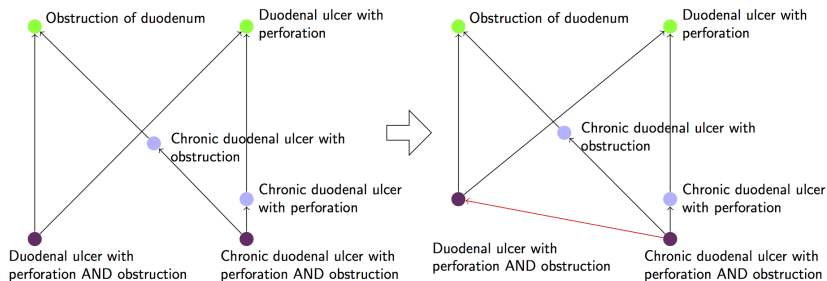 Obstruction of duodenum
Duodenal ulcer with
perforation
Chronic duodenal ulcer with
obstruction
Chronic duodenal ulcer
with perforation
Duodenal ulcer with
perforation AND obstruction
Chronic duodenal ulcer with
perforation AND obstruction
Obstruction of duodenum
Duodenal ulcer with
perforation
Chronic duodenal ulcer with
obstruction
Chronic duodenal ulcer
with perforation
Duodenal ulcer with
perforation AND obstruction
Chronic duodenal ulcer with
perforation AND obstruction